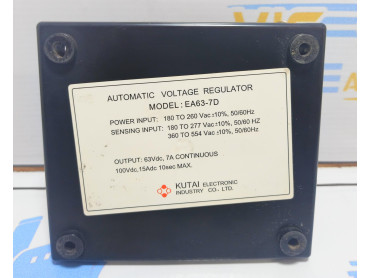 AUTOMATIC VOLTAGE REGULATOR
MODEL : EA63-7D
POWER INPUT: 180 TO 260 Vac ±10%, 50/60Hz
SENSING INPUT: 180 TO 277 Vac ±10%, 50/60 HZ
360 TO 554 Vac ±10%, 50/60Hz
OUTPUT: 63Vdc, 7A CONTINUOUS
100Vdc,15Adc 10sec MAX.
KUTAI ELECTRONIC
INDUSTRY CO., LTD.